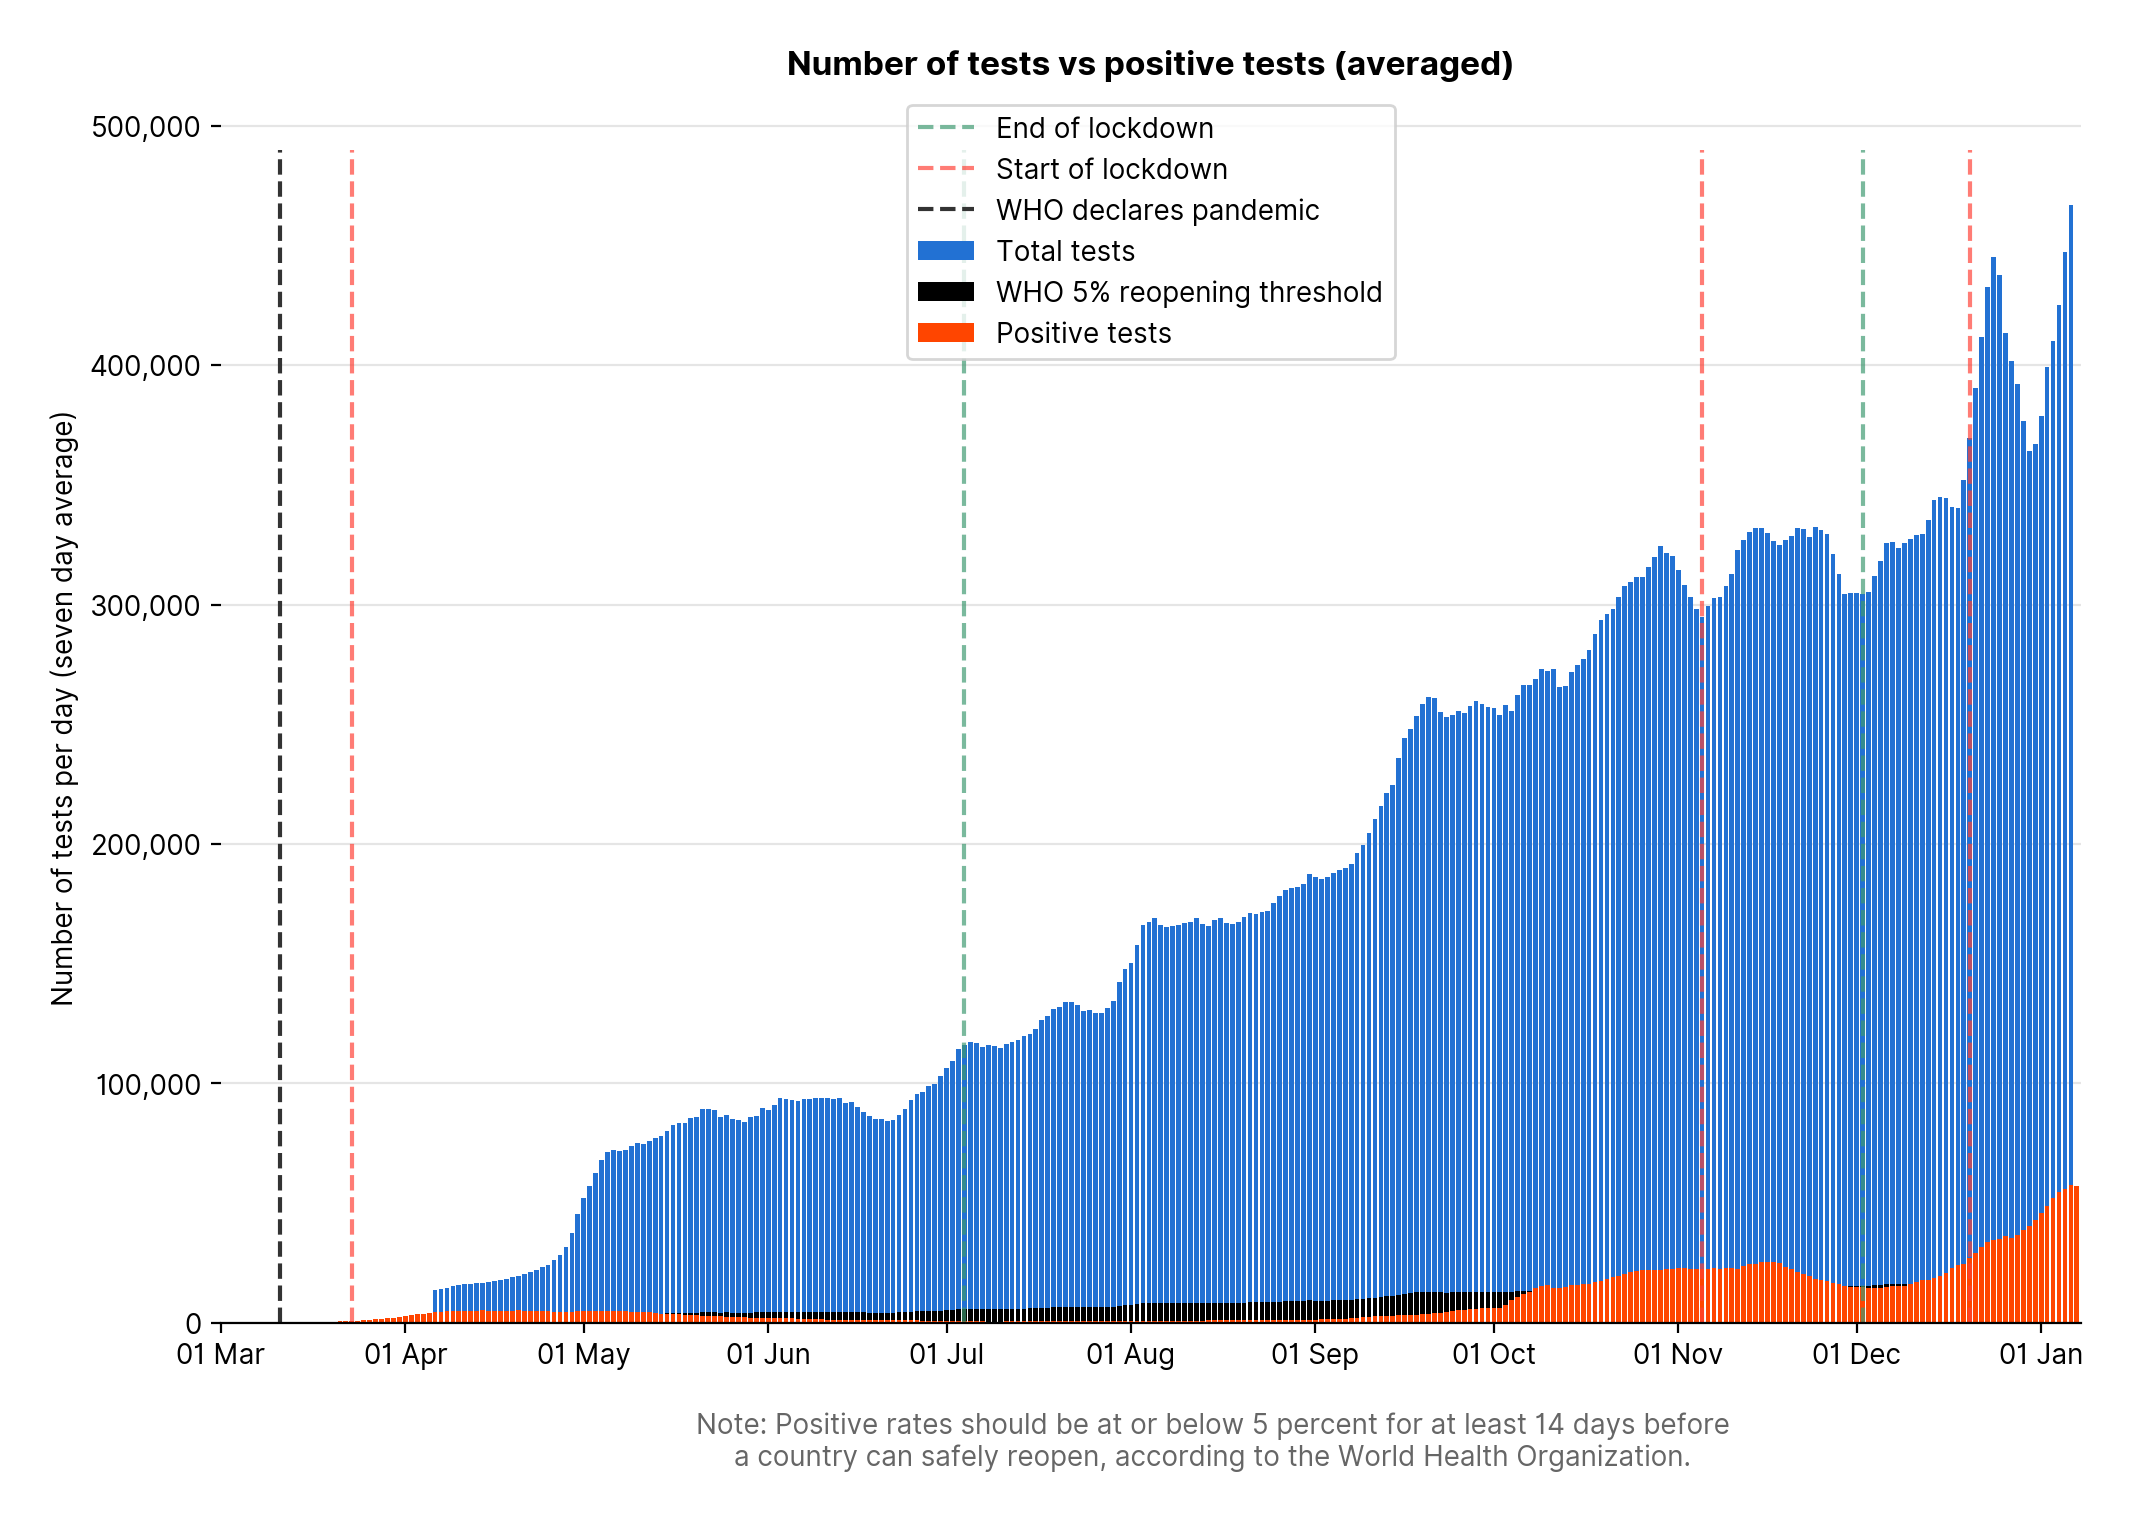 Number of tests vs positive tests (averaged)
End of lockdown
Start of lockdown
WHO declares pandemic
Total tests
WHO 5% reopening threshold
Positive tests
Number of tests per day (seven day average)
500,000
400,000
300,000
200,000
100,000
0
01 Mar
01 Apr
01 May
01 Jun
01 Jul
01 Aug
01 Sep
01 Oct
01 Nov
01 Dec
01 Jan
Note: Positive rates should be at or below 5 percent for at least 14 days before
a country can safely reopen, according to the World Health Organization.